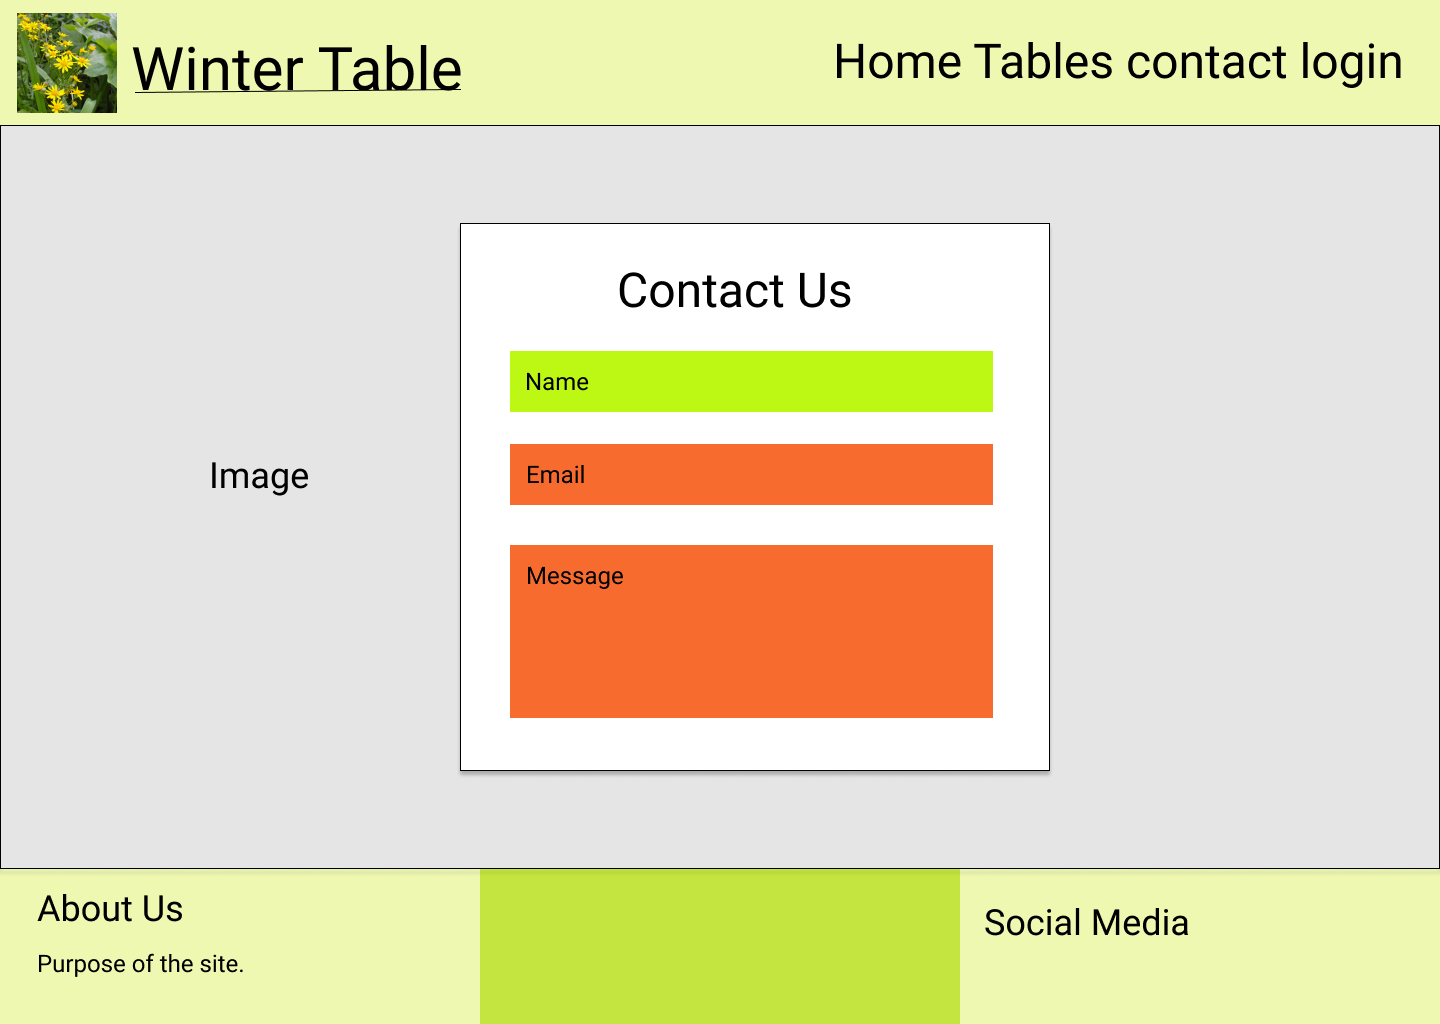 Winter Table
Home Tables contact login
Contact Us
Name
Email
Message
Image
About Us
Purpose of the site.
Social Media